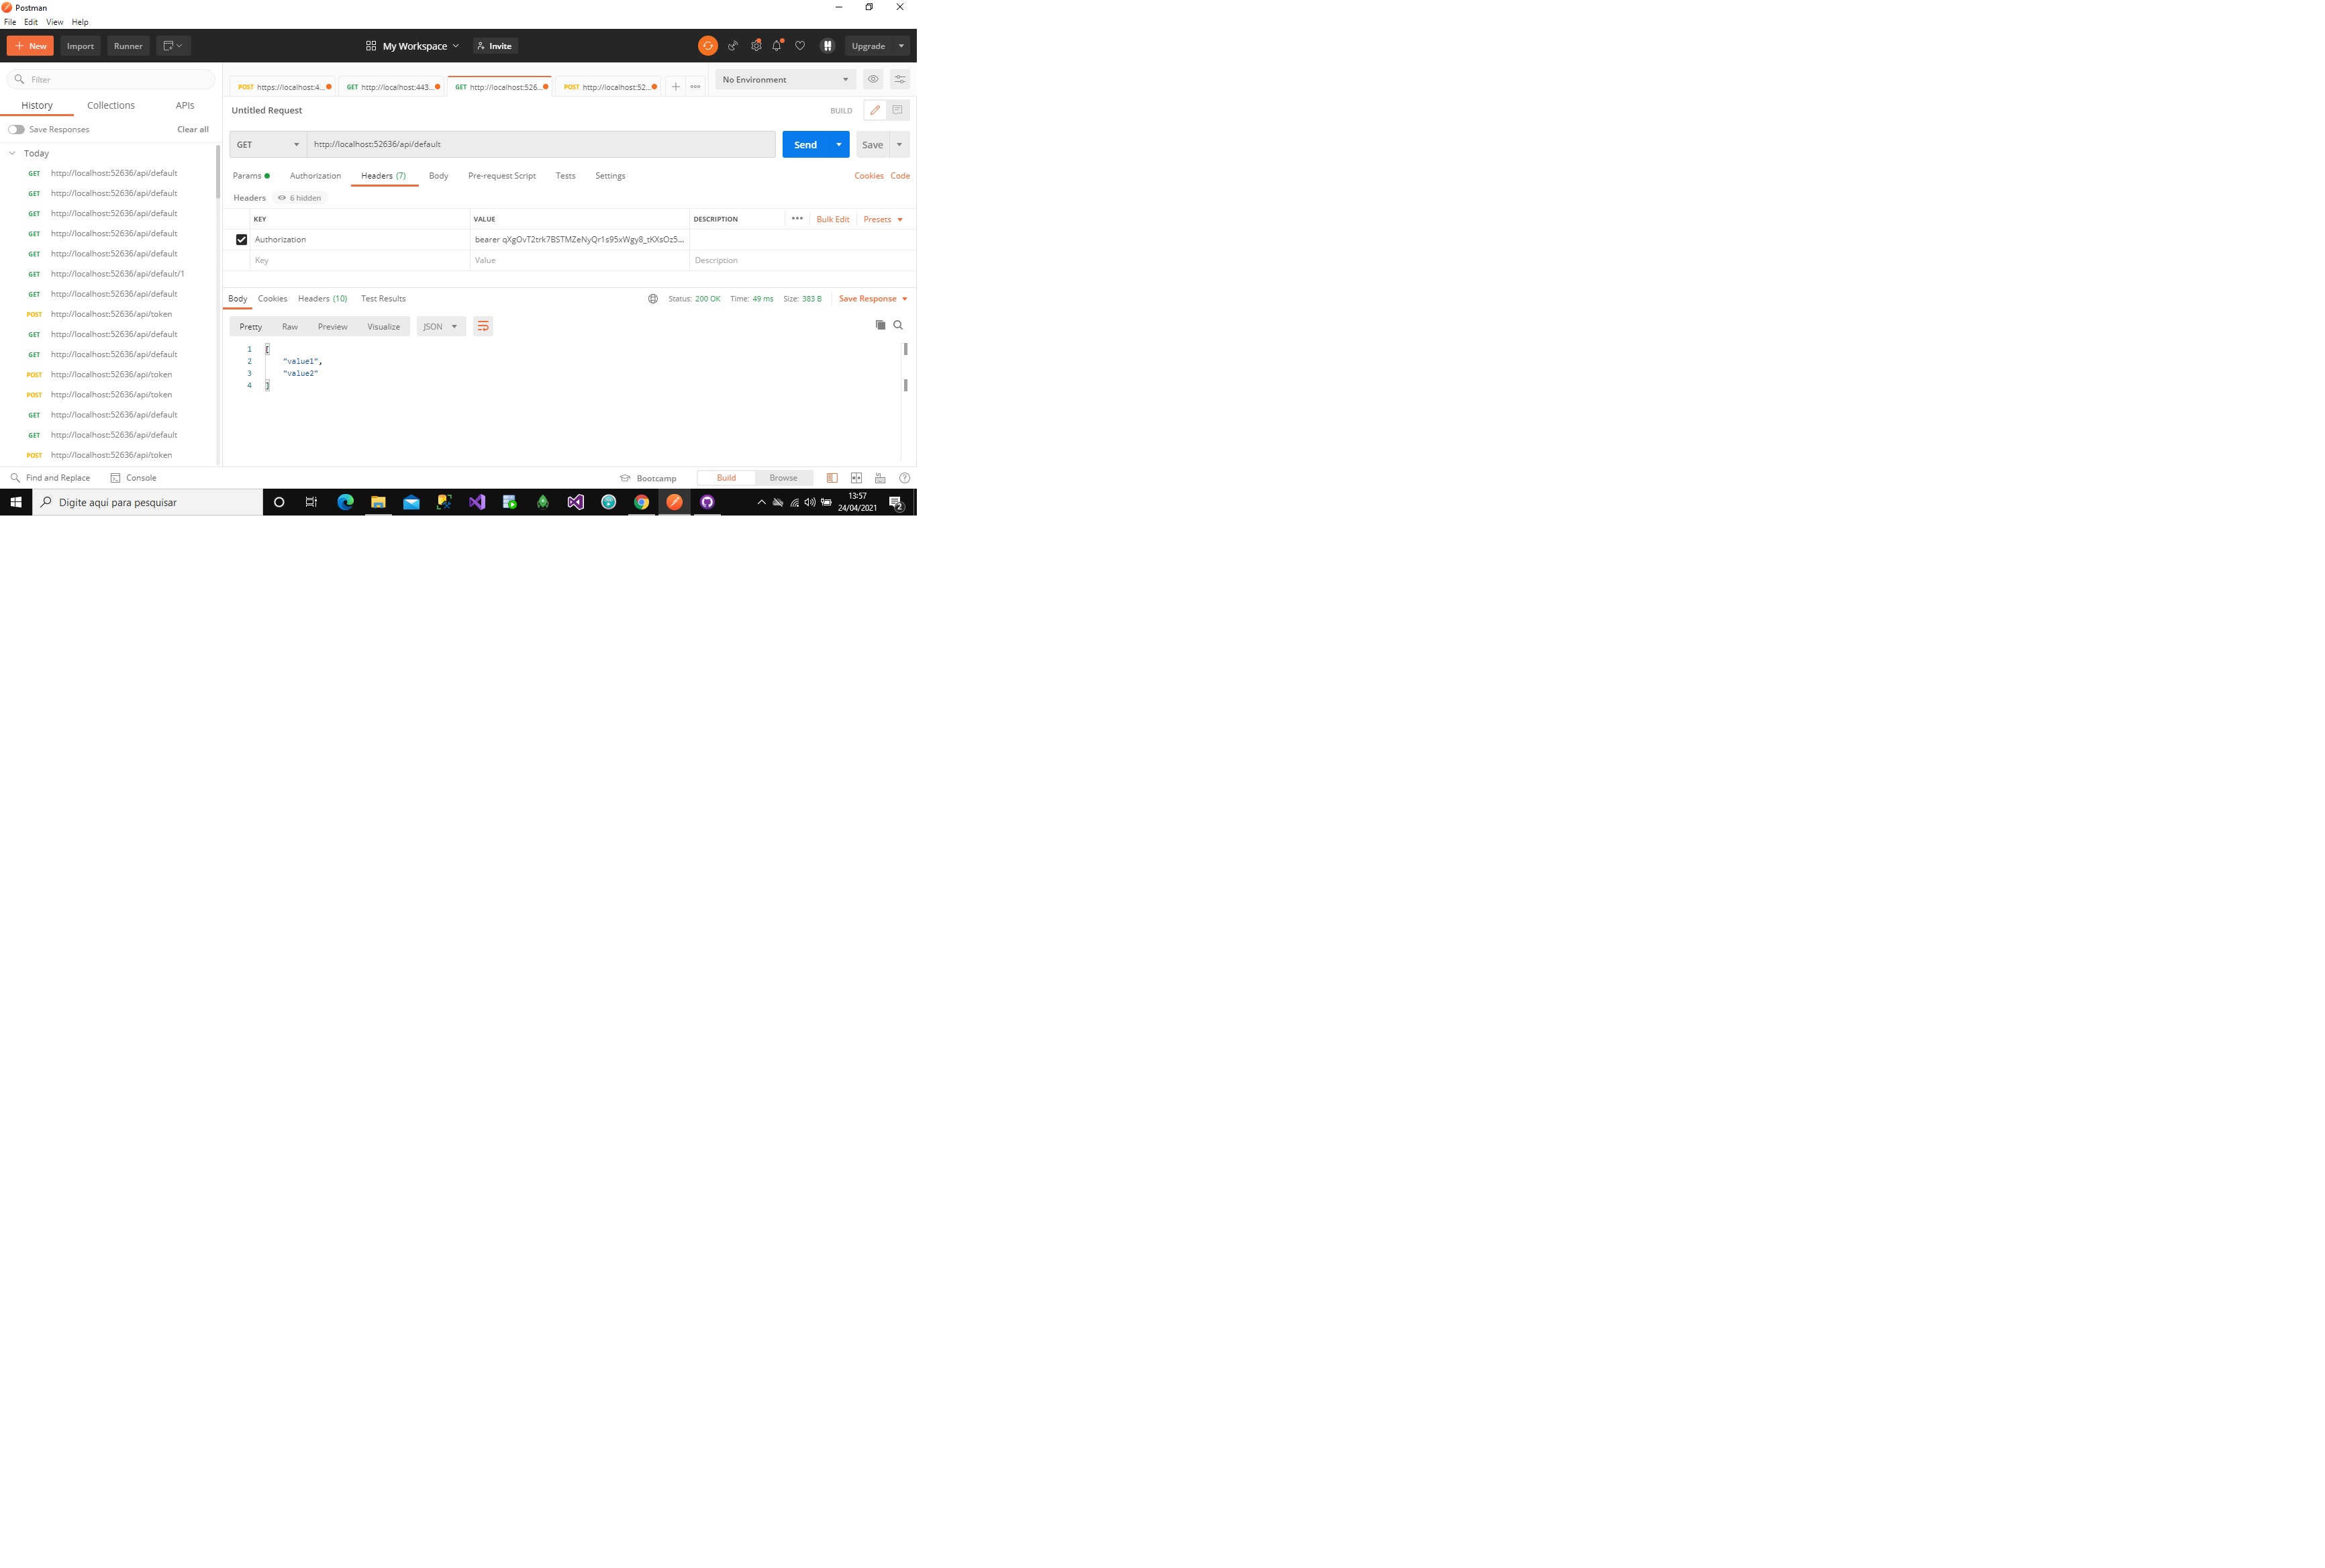 Postman
File Edit View Help
New Import Runner My Workspace Invite Upgrade
Filter
History Collections APIs
Save Responses Clear all
Today
GET http://localhost:52636/api/default
GET http://localhost:52636/api/default
GET http://localhost:52636/api/default
GET http://localhost:52636/api/default
GET http://localhost:52636/api/default
GET http://localhost:52636/api/default/1
GET http://localhost:52636/api/default
POST http://localhost:52636/api/token
GET http://localhost:52636/api/default
GET http://localhost:52636/api/default
POST http://localhost:52636/api/token
POST http://localhost:52636/api/token
GET http://localhost:52636/api/default
GET http://localhost:52636/api/default
POST http://localhost:52636/api/token
POST https://localhost:4... GET http://localhost:443... GET http://localhost:526... POST http://localhost:52... No Environment
Untitled Request BUILD
GET http://localhost:52636/api/default Send Save
Params Authorization Headers (7) Body Pre-request Script Tests Settings Cookies Code
Headers 6 hidden
KEY VALUE DESCRIPTION Bulk Edit Presets
Authorization bearer qXgOvT2trk7BSTMZeNyQr1s95xWgy8_tKXsOz5...
Key Value Description
Body Cookies Headers (10) Test Results Status: 200 OK Time: 49 ms Size: 383 B Save Response
Pretty Raw Preview Visualize JSON
1 [
2 "value1",
3 "value2"
4 ]
Find and Replace Console Bootcamp Build Browse
Digite aqui para pesquisar
13:57
24/04/2021
2